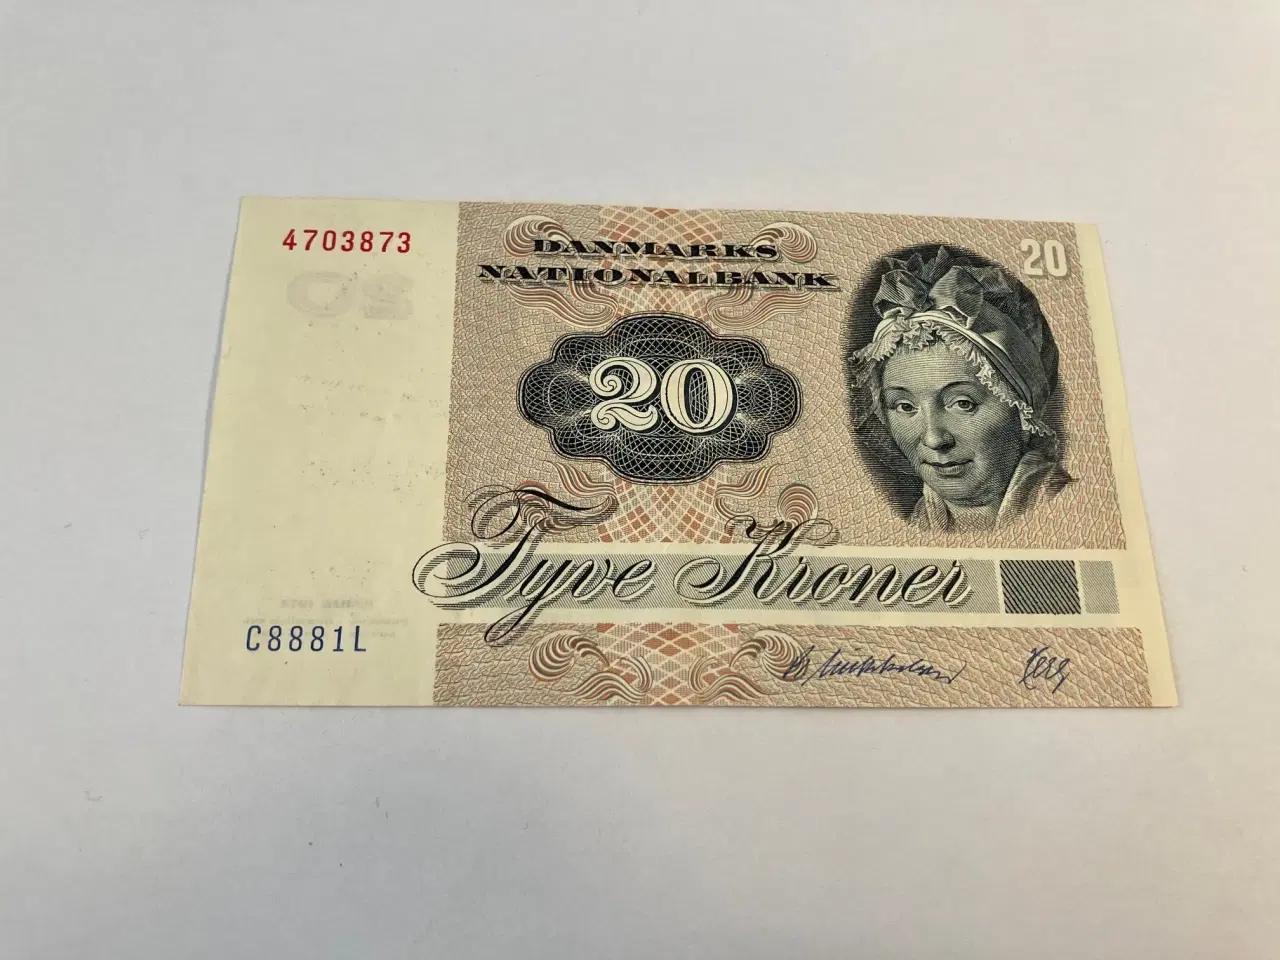 4703873
DANMARKS
NATIONALBANK
20
20
Tyve Kroner
C8881L